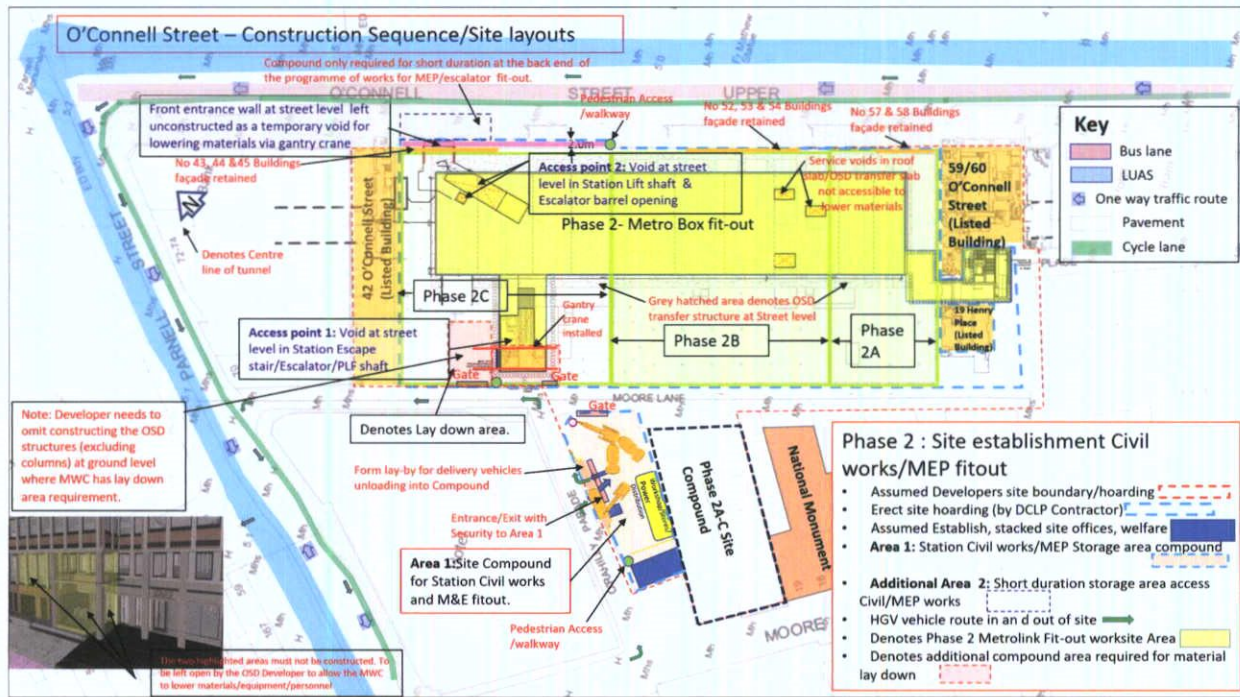 O'Connell Street – Construction Sequence/Site layouts
Compound only required for short duration at the back end of
the programme of works for MEP/escalator fit-out.
O'CONNELL STREET UPPER
Front entrance wall at street level left
unconstructed as a temporary void for
lowering materials via gantry crane
Pedestrian Access
/walkway
2.0m
No 52, 53 & 54 Buildings
façade retained
No 57 & 58 Buildings
façade retained
No 43, 44 &45 Buildings
façade retained
Access point 2: Void at street
level in Station Lift shaft &
Escalator barrel opening
Service voids in roof
slab/OSD transfer slab
not accessible to
lower materials
59/60
O'Connell
Street
(Listed
Building)
Key
Bus lane
LUAS
One way traffic route
Pavement
Cycle lane
N
Denotes Centre
line of tunnel
42 O'Connell Street
(Listed Building)
Phase 2- Metro Box fit-out
Phase 2C
Grey hatched area denotes OSD
transfer structure at Street level
Gantry
crane
installed
Phase 2B
Phase
2A
19 Henry
Place
(Listed
Building)
PLACE
PARNELL STREET
Access point 1: Void at street
level in Station Escape
stair/Escalator/PLF shaft
Gate
Gate
MOORE LANE
Note: Developer needs to
omit constructing the OSD
structures (excluding
columns) at ground level
where MWC has lay down
area requirement.
Denotes Lay down area.
Gate
Form lay-by for delivery vehicles
unloading into Compound
Entrance/Exit with
Security to Area 1
Power
distribution
Phase 2A-C Site
Compound
National Monument
Area 1:Site Compound
for Station Civil works
and M&E fitout.
Pedestrian Access
/walkway
MOORE
The two highlighted areas must not be constructed. To
be left open by the OSD Developer to allow the MWC
to lower materials/equipment/personnel
Phase 2 : Site establishment Civil
works/MEP fitout
• Assumed Developers site boundary/hoarding
• Erect site hoarding (by DCLP Contractor)
• Assumed Establish, stacked site offices, welfare
• Area 1: Station Civil works/MEP Storage area compound
• Additional Area 2: Short duration storage area access
Civil/MEP works
• HGV vehicle route in an d out of site
• Denotes Phase 2 Metrolink Fit-out worksite Area
• Denotes additional compound area required for material
lay down